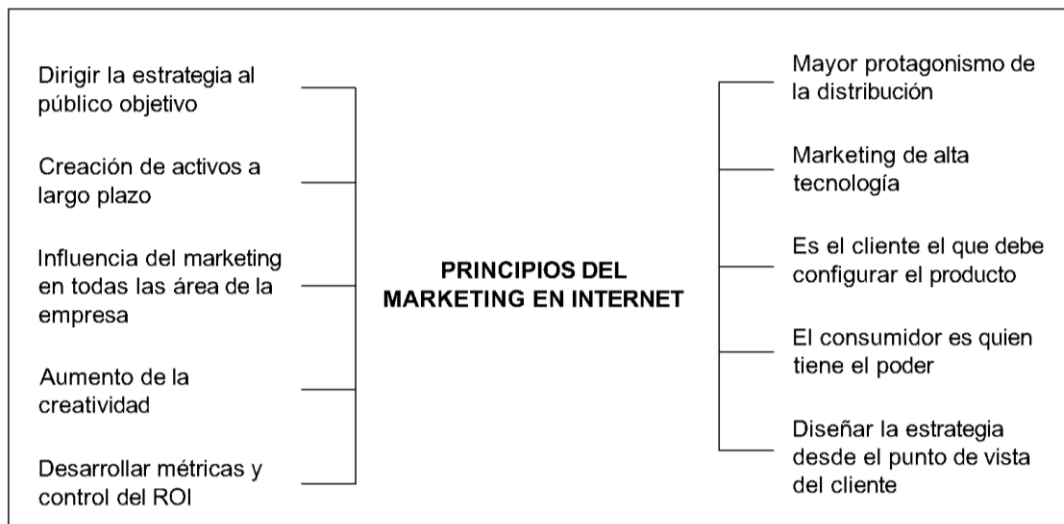 Dirigir la estrategia al
público objetivo
Creación de activos a
largo plazo
Influencia del marketing
en todas las área de la
empresa
Aumento de la
creatividad
Desarrollar métricas y
control del ROI
PRINCIPIOS DEL
MARKETING EN INTERNET
Mayor protagonismo de
la distribución
Marketing de alta
tecnología
Es el cliente el que debe
configurar el producto
El consumidor es quien
tiene el poder
Diseñar la estrategia
desde el punto de vista
del cliente